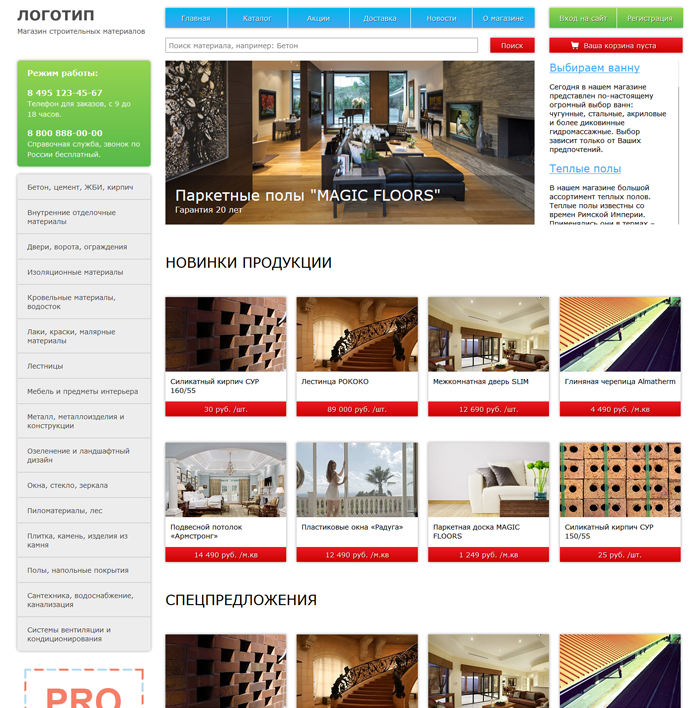 ЛОГОТИП
Магазин строительных материалов
Главная
Каталог
Акции
Доставка
Новости
О магазине
Вход на сайт
Регистрация
Поиск материала, например: Бетон
Поиск
Ваша корзина пуста
Режим работы:
8 495 123-45-67
Телефон для заказов, с 9 до
18 часов.
8 800 888-00-00
Справочная служба, звонок по
России бесплатный.
Паркетные полы "MAGIC FLOORS"
Гарантия 20 лет
Выбираем ванну
Сегодня в нашем магазине
представлен по-настоящему
огромный выбор ванн:
чугунные, стальные, акриловые
и более диковинные
гидромассажные. Выбор
зависит только от Ваших
предпочтений.
Теплые полы
В нашем магазине большой
ассортимент теплых полов.
Теплые полы известны со
времен Римской Империи.
Применялись они в термах –
Бетон, цемент, ЖБИ, кирпич
Внутренние отделочные
материалы
Двери, ворота, ограждения
Изоляционные материалы
Кровельные материалы,
водосток
Лаки, краски, малярные
материалы
Лестницы
Мебель и предметы интерьера
Металл, металлоизделия и
конструкции
Озеленение и ландшафтный
дизайн
Окна, стекло, зеркала
Пиломатериалы, лес
Плитка, камень, изделия из
камня
Полы, напольные покрытия
Сантехника, водоснабжение,
канализация
Системы вентиляции и
кондиционирования
PRO
НОВИНКИ ПРОДУКЦИИ
Силикатный кирпич СУР
160/55
30 руб. /шт.
Лестинца РОКОКО
89 000 руб. /шт.
Межкомнатная дверь SLIM
12 690 руб. /шт.
Глиняная черепица Almatherm
4 490 руб. /м.кв
Подвесной потолок
«Армстронг»
14 490 руб. /м.кв
Пластиковые окна «Радуга»
12 490 руб. /м.кв
Паркетная доска MAGIC
FLOORS
1 249 руб. /м.кв
Силикатный кирпич СУР
150/55
25 руб. /шт.
СПЕЦПРЕДЛОЖЕНИЯ